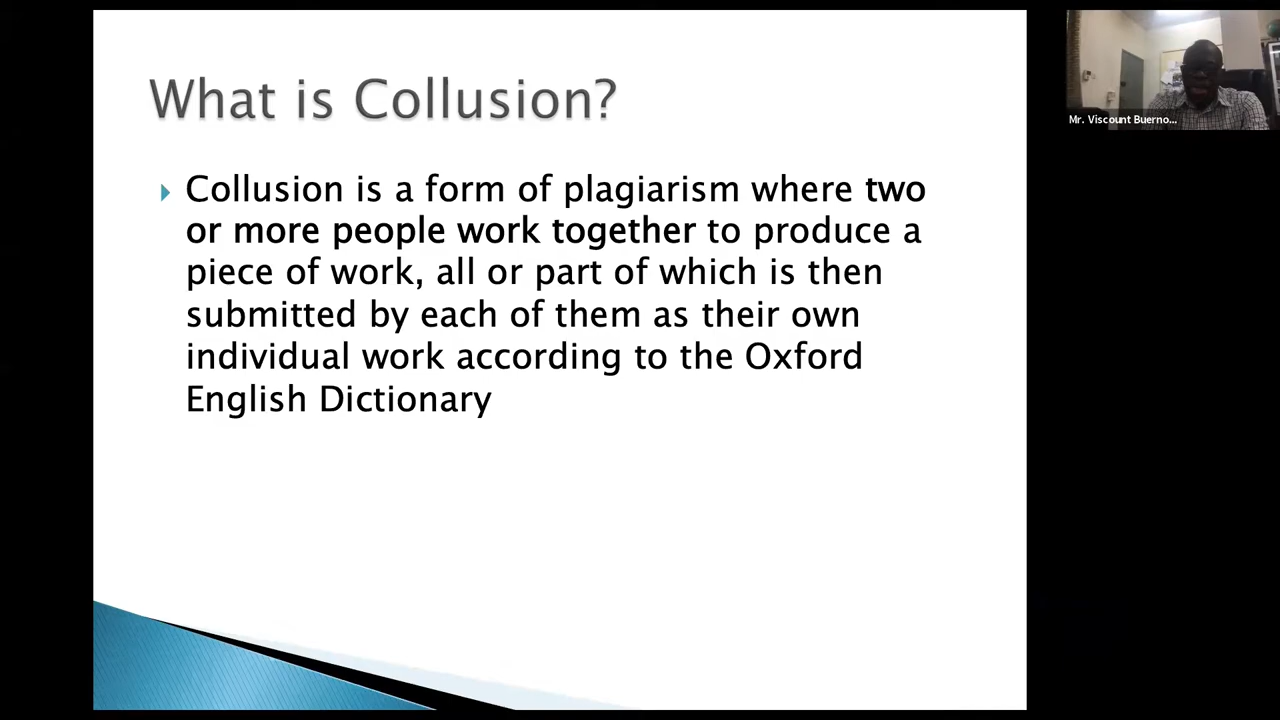 What is Collusion?
Collusion is a form of plagiarism where two
or more people work together to produce a
piece of work, all or part of which is then
submitted by each of them as their own
individual work according to the Oxford
English Dictionary
Mr. Viscount Buerno...